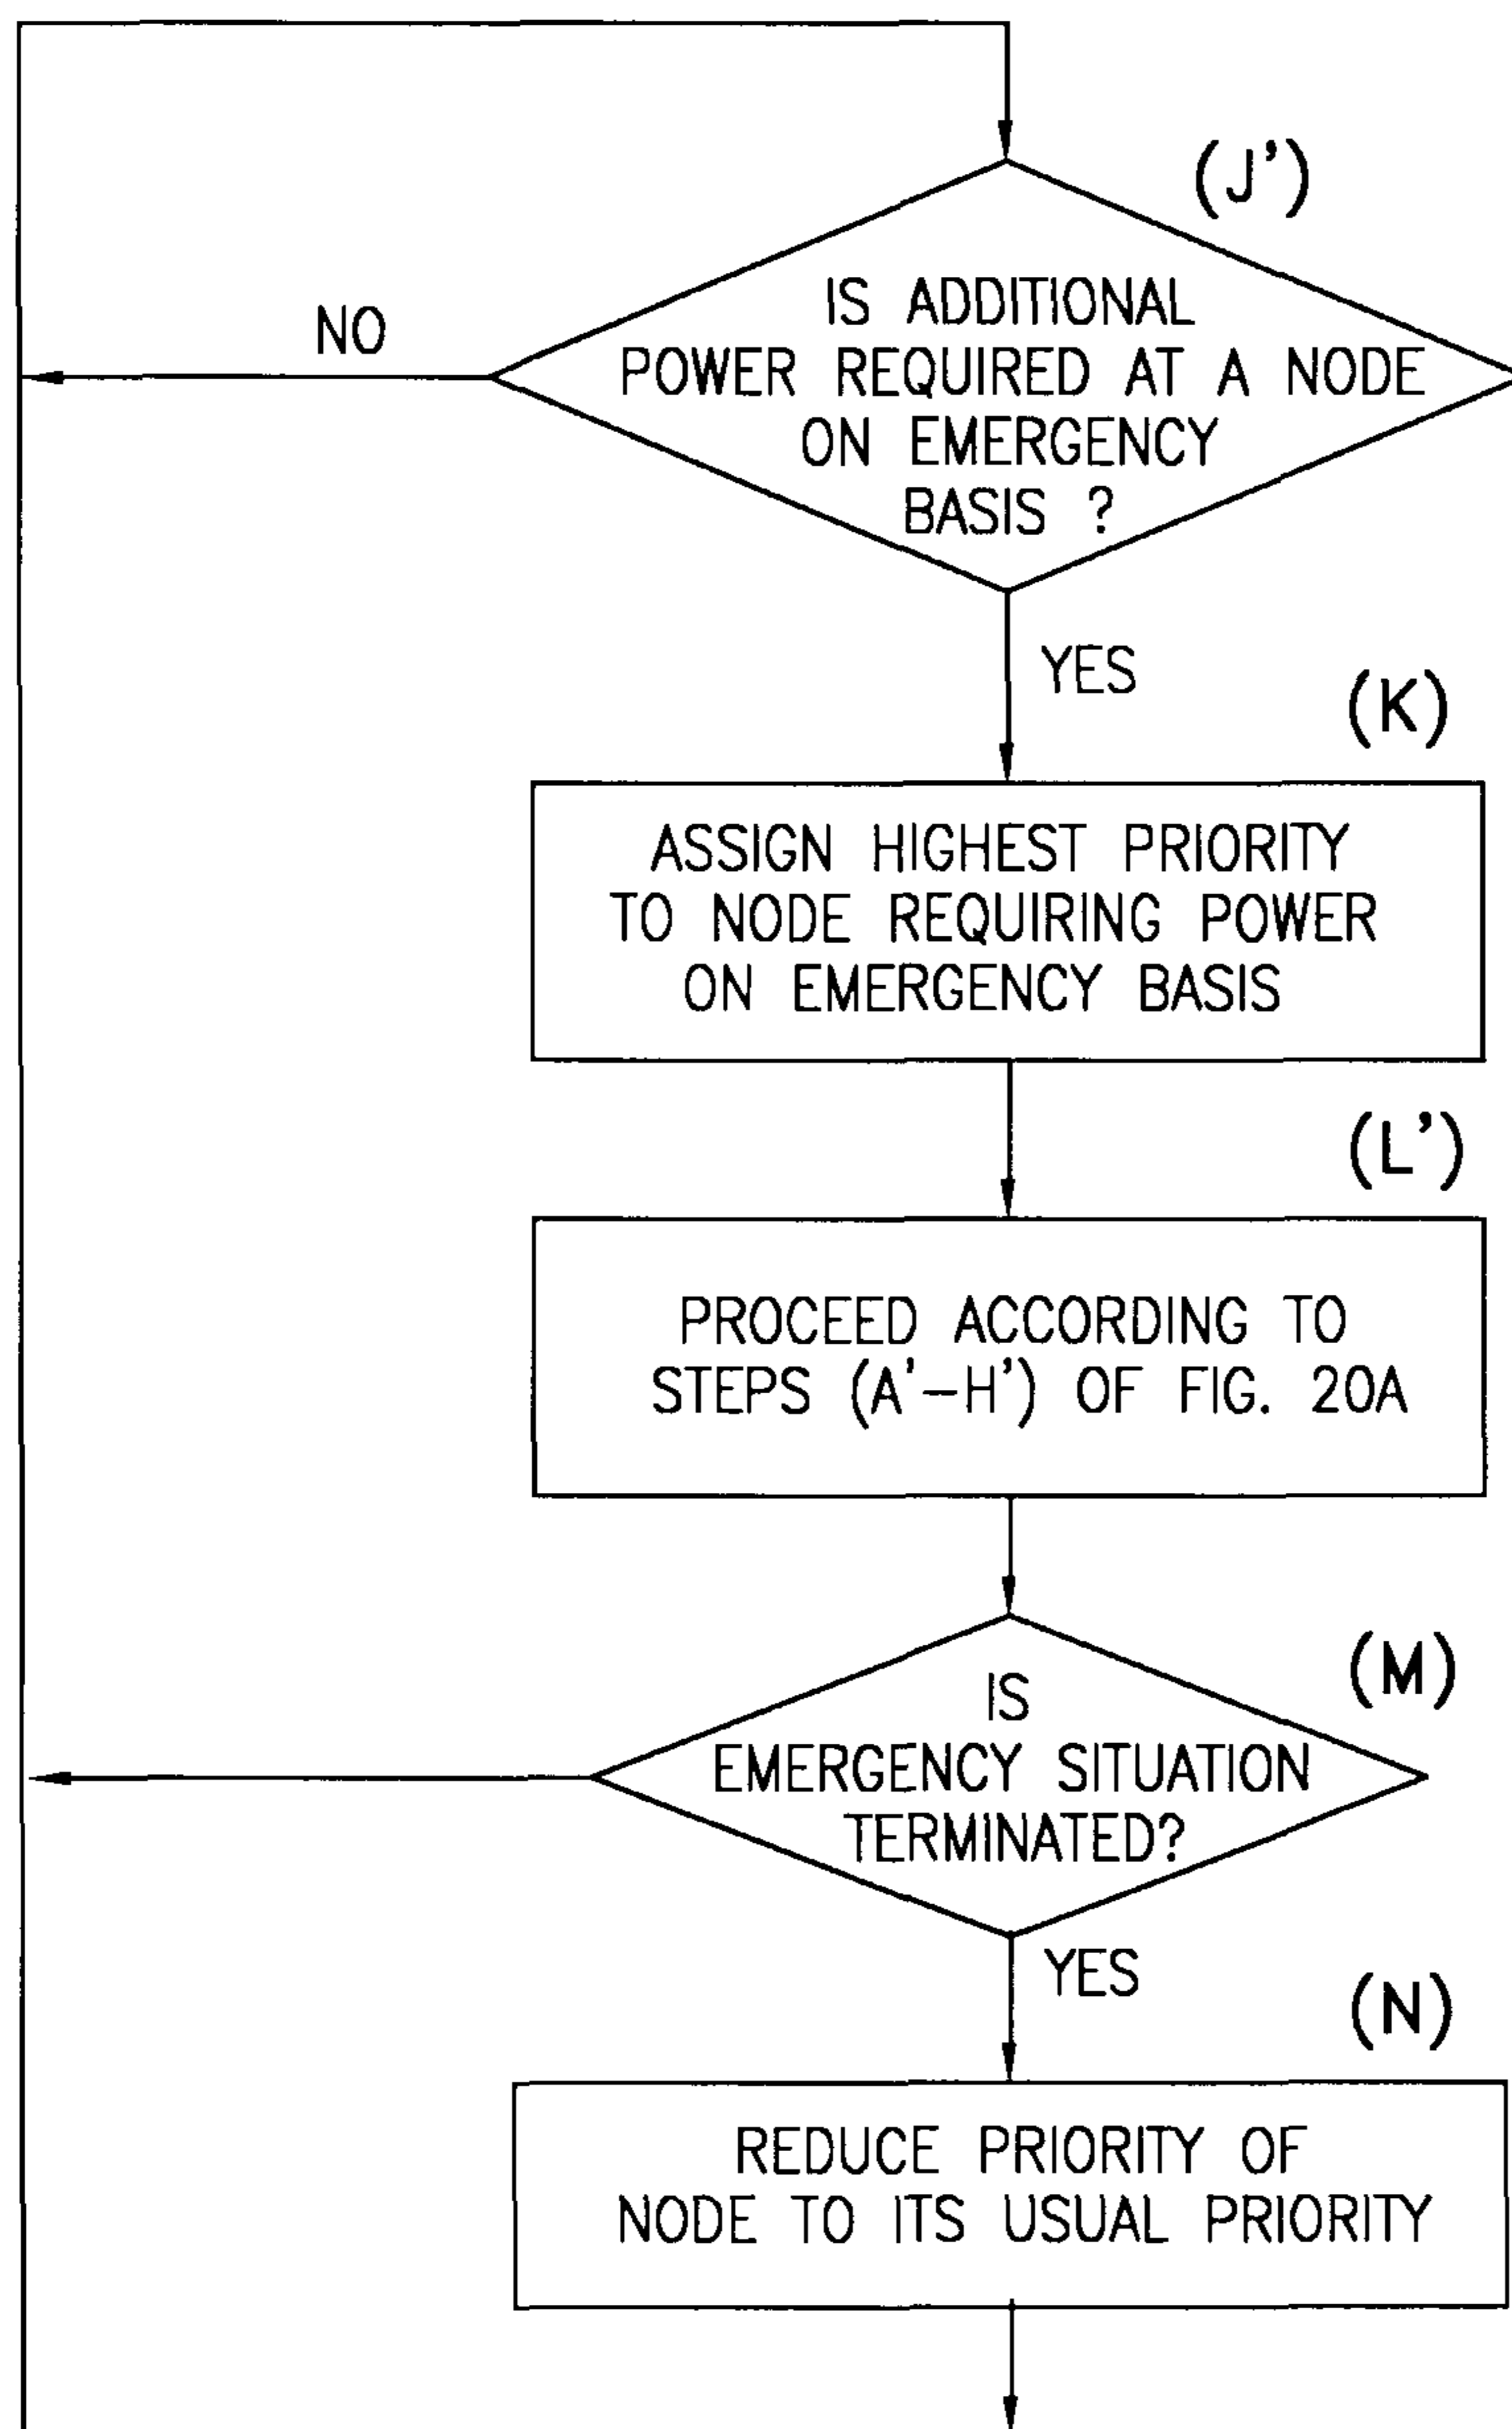 (J')
IS ADDITIONAL
POWER REQUIRED AT A NODE
ON EMERGENCY
BASIS ?
NO
YES
(K)
ASSIGN HIGHEST PRIORITY
TO NODE REQUIRING POWER
ON EMERGENCY BASIS
(L')
PROCEED ACCORDING TO
STEPS (A'-H') OF FIG. 20A
(M)
IS
EMERGENCY SITUATION
TERMINATED?
YES
(N)
REDUCE PRIORITY OF
NODE TO ITS USUAL PRIORITY